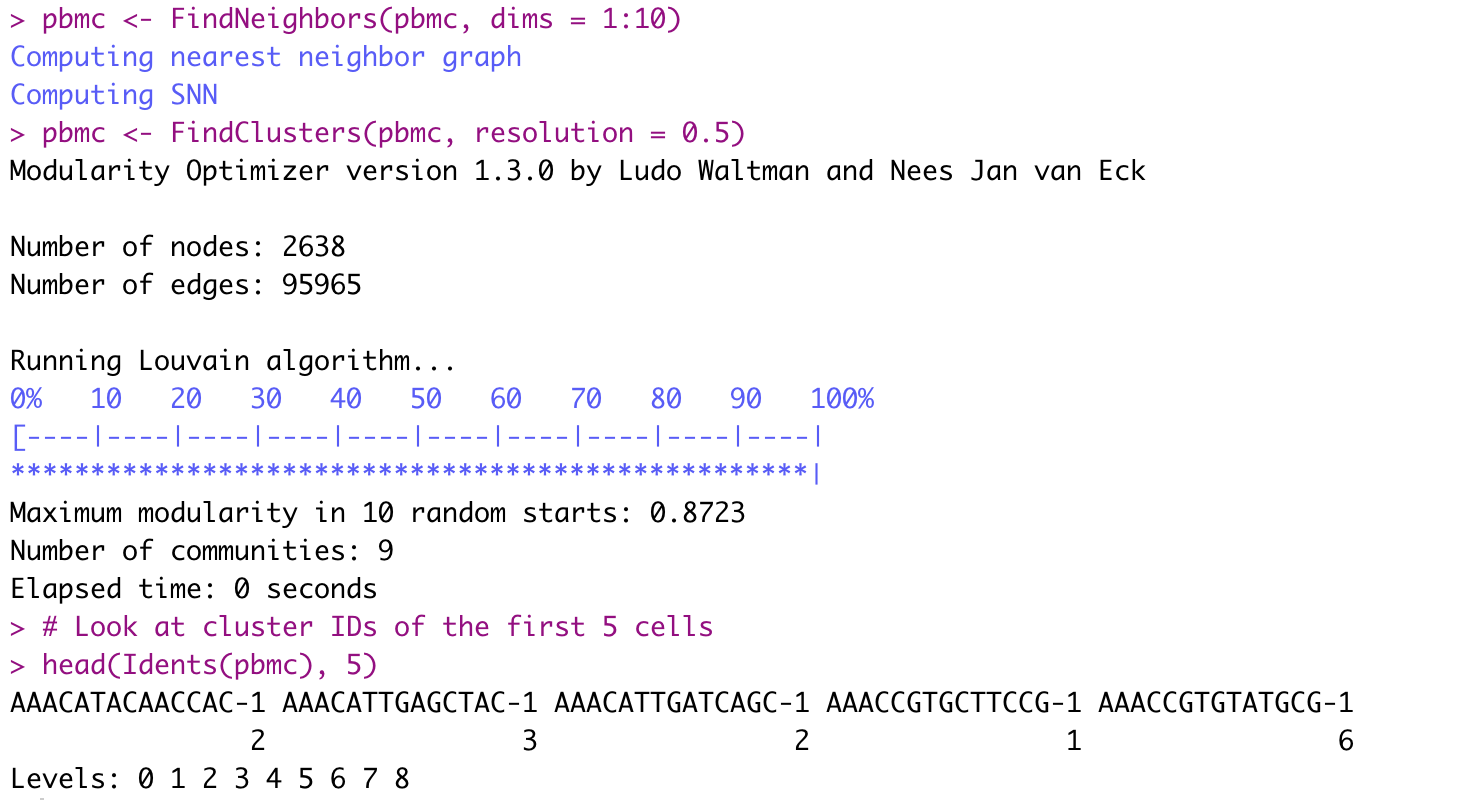 > pbmc <- FindNeighbors(pbmc, dims = 1:10)
Computing nearest neighbor graph
Computing SNN
> pbmc <- FindClusters(pbmc, resolution = 0.5)
Modularity Optimizer version 1.3.0 by Ludo Waltman and Nees Jan van Eck

Number of nodes: 2638
Number of edges: 95965

Running Louvain algorithm...
0%   10   20   30   40   50   60   70   80   90   100%
[----|----|----|----|----|----|----|----|----|----|
**************************************************|
Maximum modularity in 10 random starts: 0.8723
Number of communities: 9
Elapsed time: 0 seconds
> # Look at cluster IDs of the first 5 cells
> head(Idents(pbmc), 5)
AAACATACAACCAC-1 AAACATTGAGCTAC-1 AAACATTGATCAGC-1 AAACCGTGCTTCCG-1 AAACCGTGTATGCG-1
               2                3                2                1                6
Levels: 0 1 2 3 4 5 6 7 8